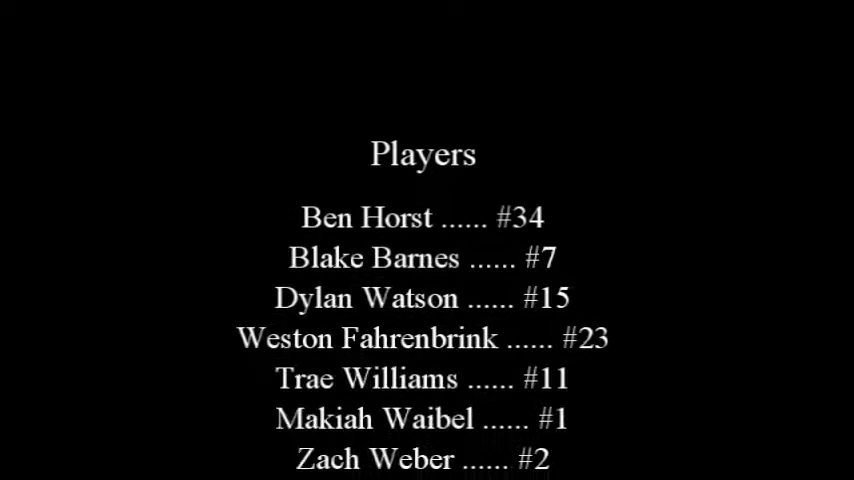 Players
Ben Horst ...... #34
Blake Barnes ...... #7
Dylan Watson ...... #15
Weston Fahrenbrink ...... #23
Trae Williams ...... #11
Makiah Waibel ...... #1
Zach Weber ...... #2